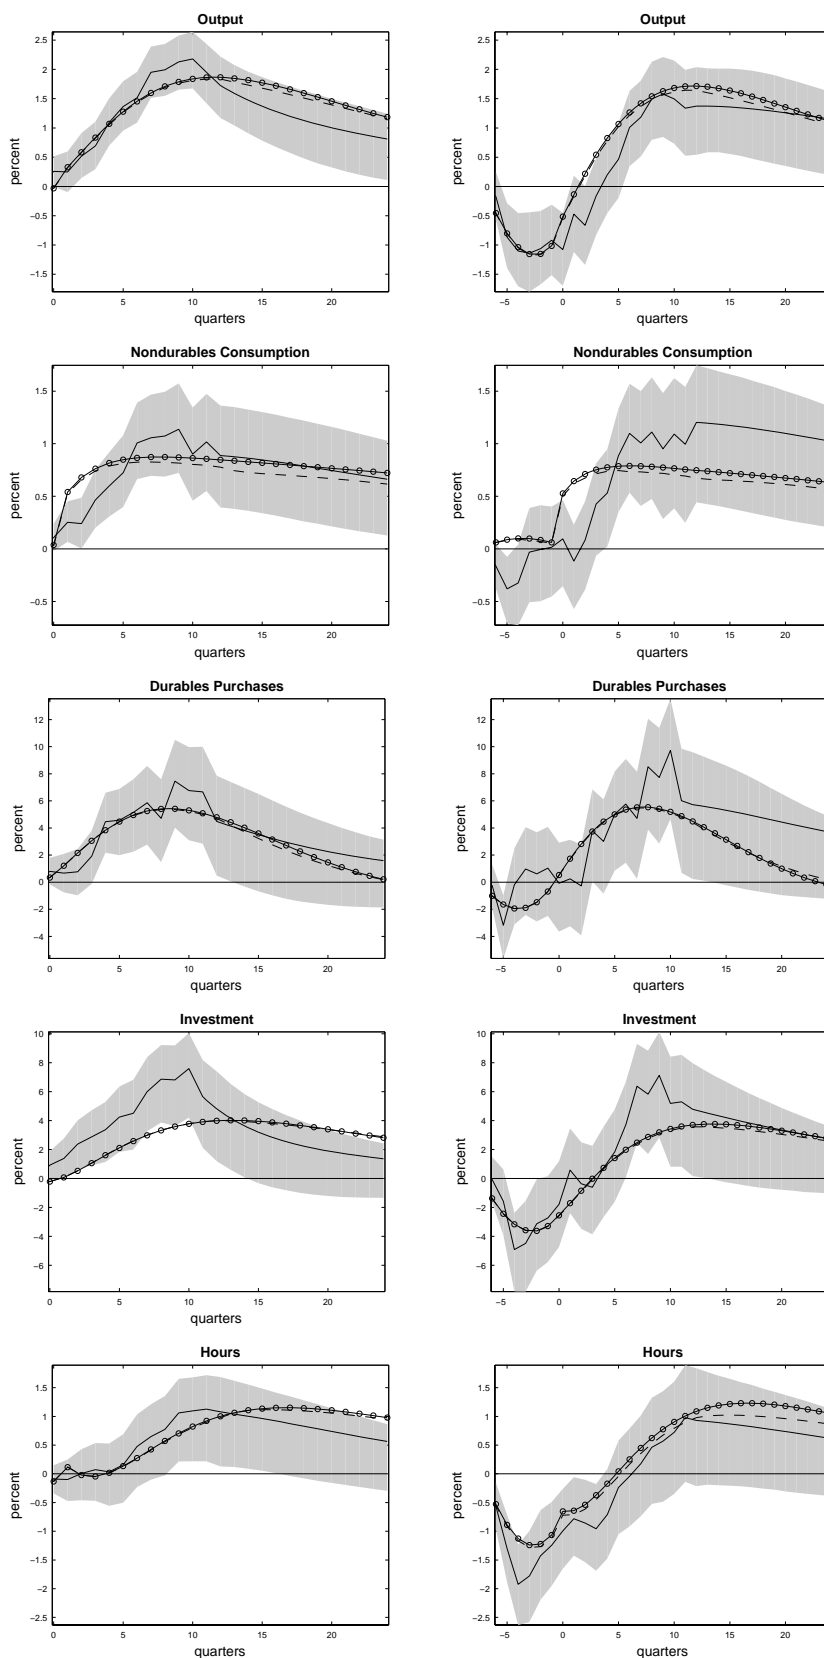 Output
2.5
2
1.5
1
0.5
0
−0.5
−1
−1.5
percent
0 5 10 15 20
quarters
Output
2.5
2
1.5
1
0.5
0
−0.5
−1
−1.5
percent
−5 0 5 10 15 20
quarters
Nondurables Consumption
1.5
1
0.5
0
−0.5
percent
0 5 10 15 20
quarters
Nondurables Consumption
1.5
1
0.5
0
−0.5
percent
−5 0 5 10 15 20
quarters
Durables Purchases
12
10
8
6
4
2
0
−2
−4
percent
0 5 10 15 20
quarters
Durables Purchases
12
10
8
6
4
2
0
−2
−4
percent
−5 0 5 10 15 20
quarters
Investment
10
8
6
4
2
0
−2
−4
−6
percent
0 5 10 15 20
quarters
Investment
10
8
6
4
2
0
−2
−4
−6
percent
−5 0 5 10 15 20
quarters
Hours
1.5
1
0.5
0
−0.5
−1
−1.5
−2
−2.5
percent
0 5 10 15 20
quarters
Hours
1.5
1
0.5
0
−0.5
−1
−1.5
−2
−2.5
percent
−5 0 5 10 15 20
quarters